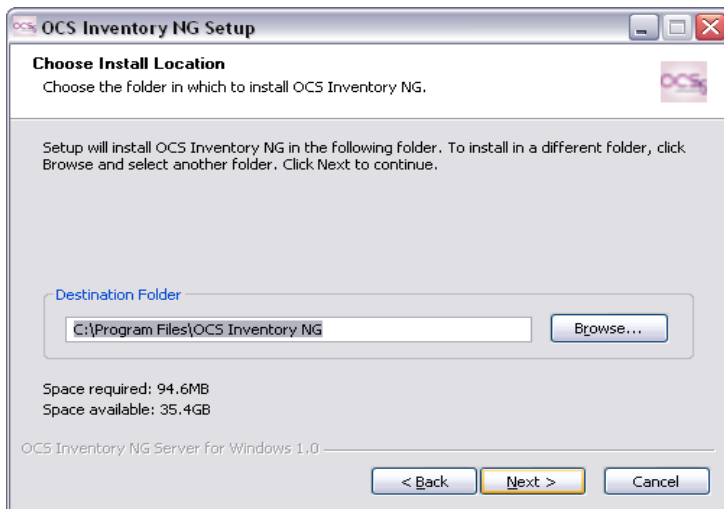 OCS Inventory NG Setup
Choose Install Location
Choose the folder in which to install OCS Inventory NG.
Setup will install OCS Inventory NG in the following folder. To install in a different folder, click
Browse and select another folder. Click Next to continue.
Destination Folder
C:\Program Files\OCS Inventory NG
Browse...
Space required: 94.6MB
Space available: 35.4GB
OCS Inventory NG Server for Windows 1.0
< Back
Next >
Cancel